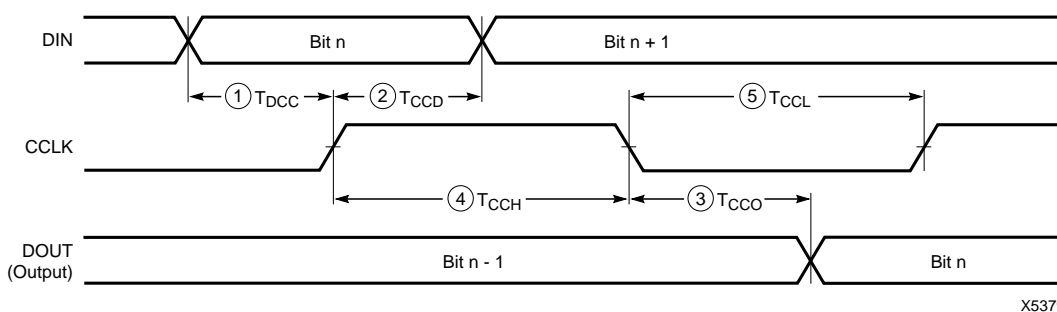 DIN
Bit n
Bit n + 1
1 TDCC
2 TCCD
5 TCCL
CCLK
4 TCCH
3 TCCO
DOUT
(Output)
Bit n - 1
Bit n
X537